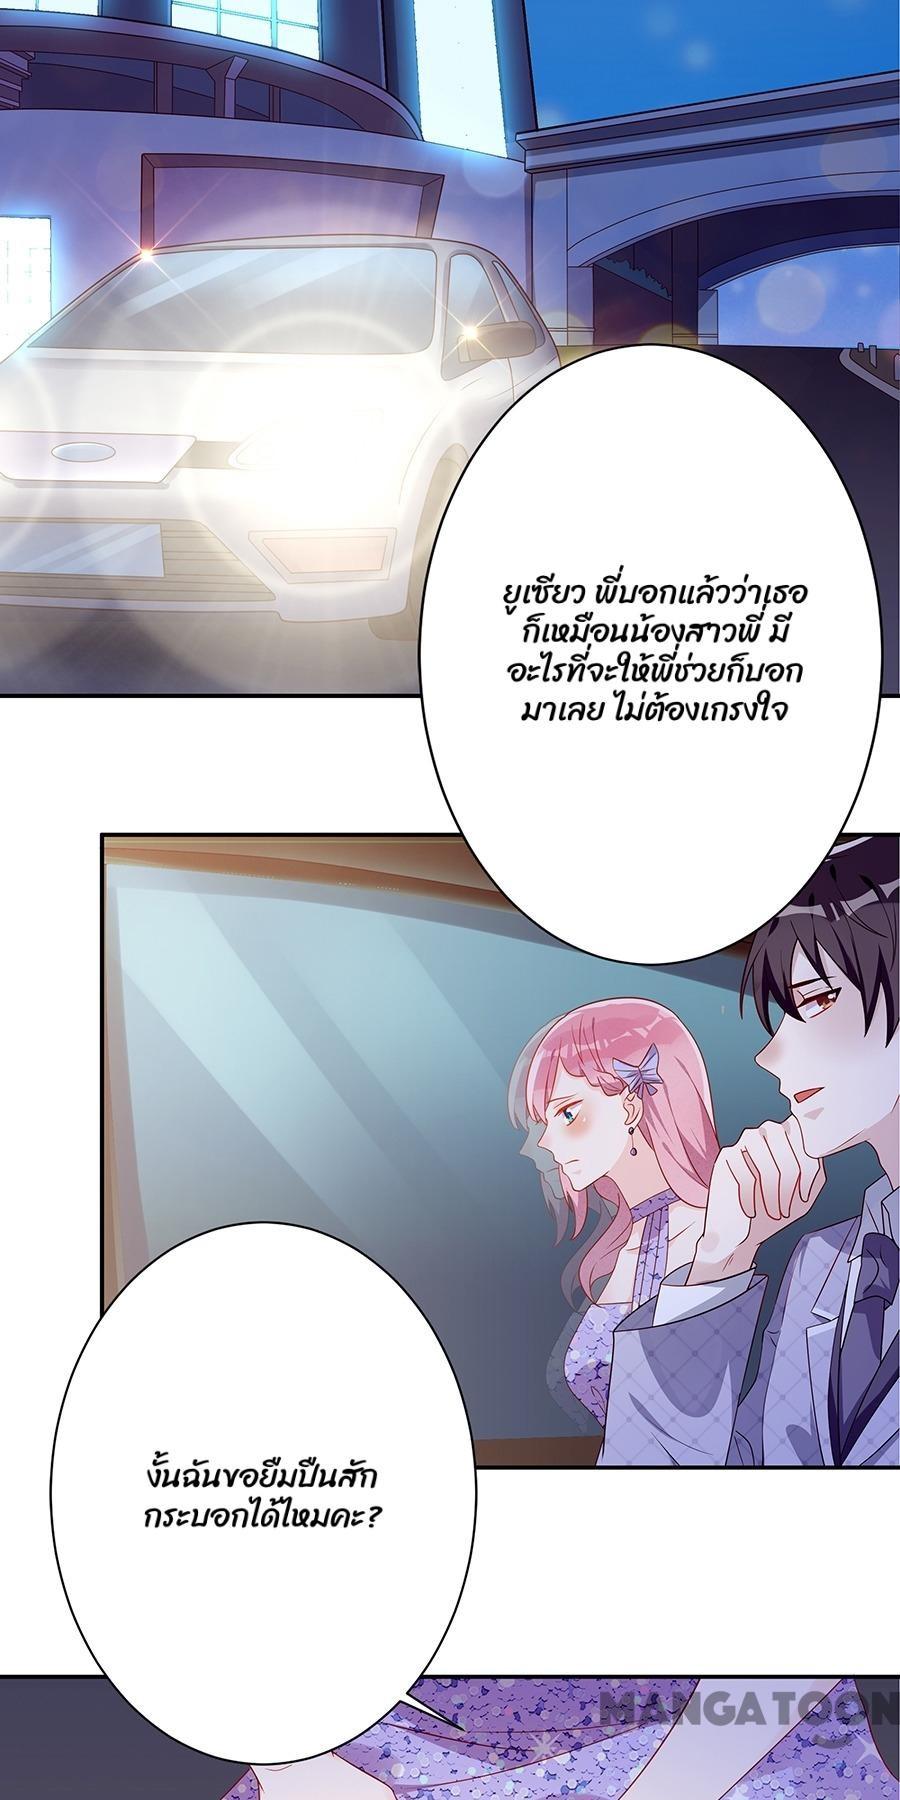 ยูเซียว พี่บอกแล้วว่าเธอ
ก็เหมือนน้องสาวพี่ มี
อะไรที่จะให้พี่ช่วยก็บอก
มาเลย ไม่ต้องเกรงใจ
งั้นฉันขอยืมปืนสัก
กระบอกได้ไหมคะ?
MANGATOON